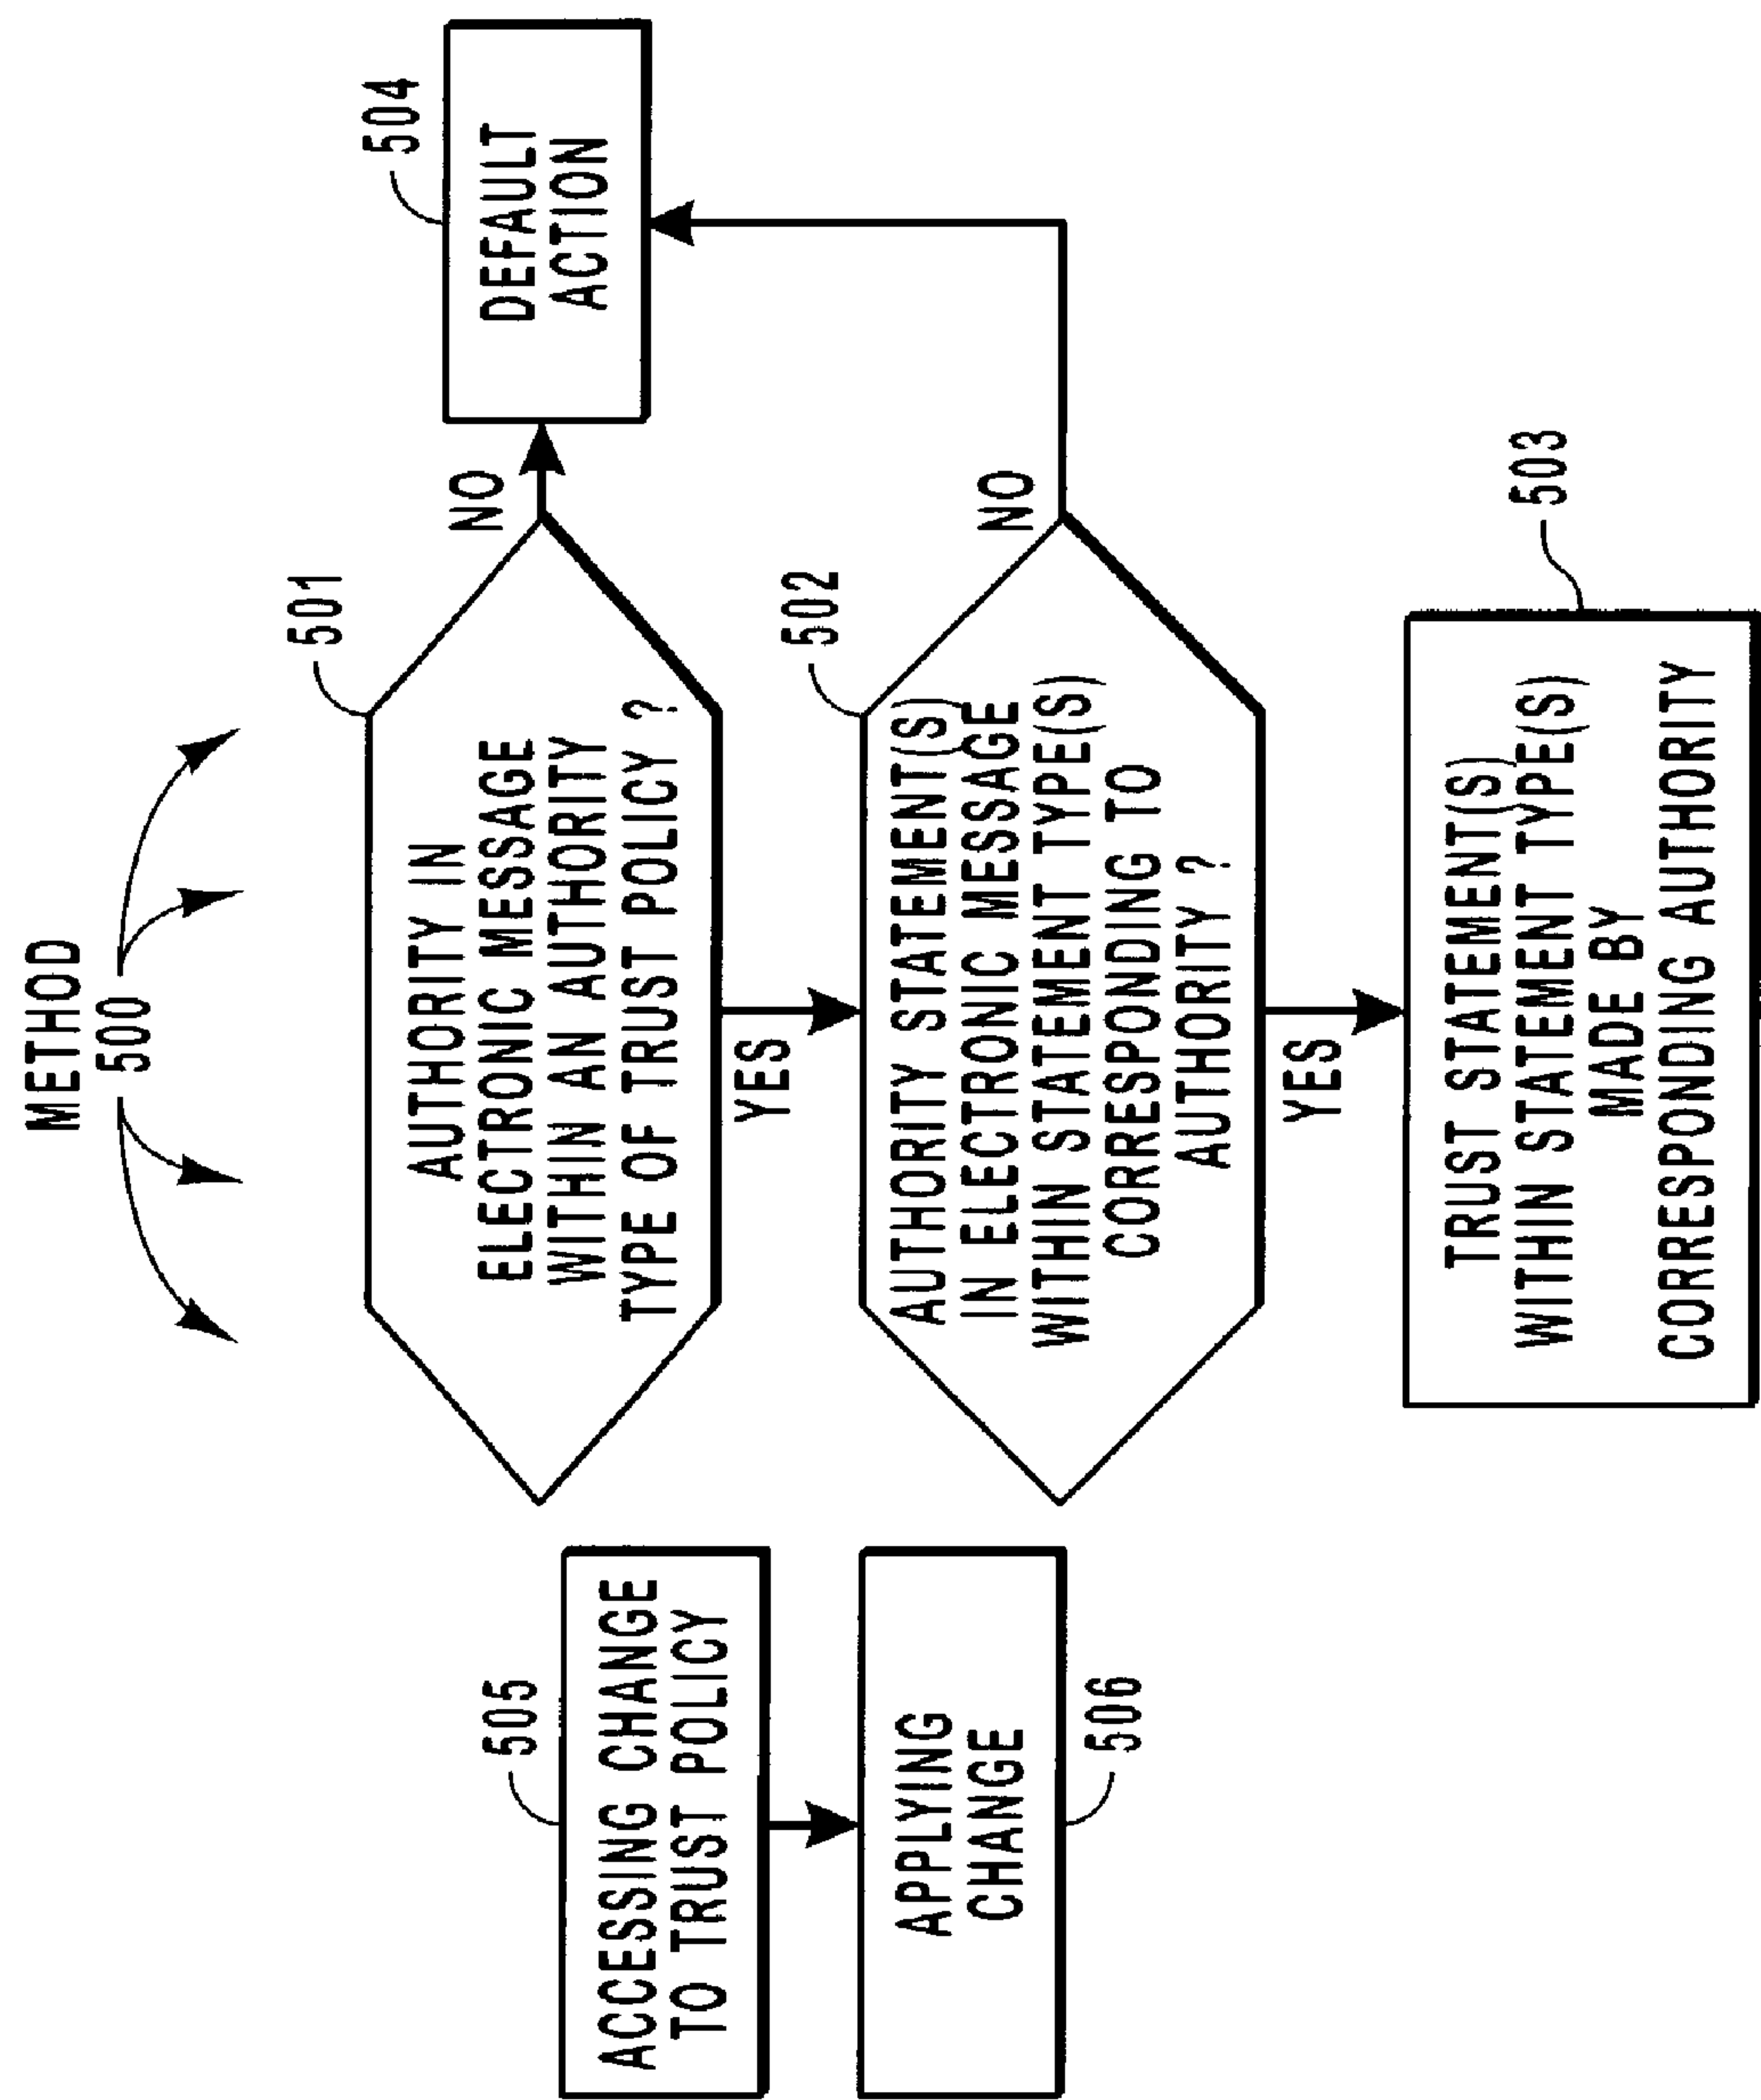 METHOD
500
505
ACCESSING CHANGE
TO TRUST POLICY
APPLYING
CHANGE
506
501
AUTHORITY IN
ELECTRONIC MESSAGE
WITHIN AN AUTHORITY
TYPE OF TRUST POLICY ?
NO
504
DEFAULT
ACTION
YES
502
AUTHORITY STATEMENT(S)
IN ELECTRONIC MESSAGE
WITHIN STATEMENT TYPE(S)
CORRESPONDING TO
AUTHORITY ?
NO
YES
503
TRUST STATEMENT(S)
WITHIN STATEMENT TYPE(S)
MADE BY
CORRESPONDING AUTHORITY